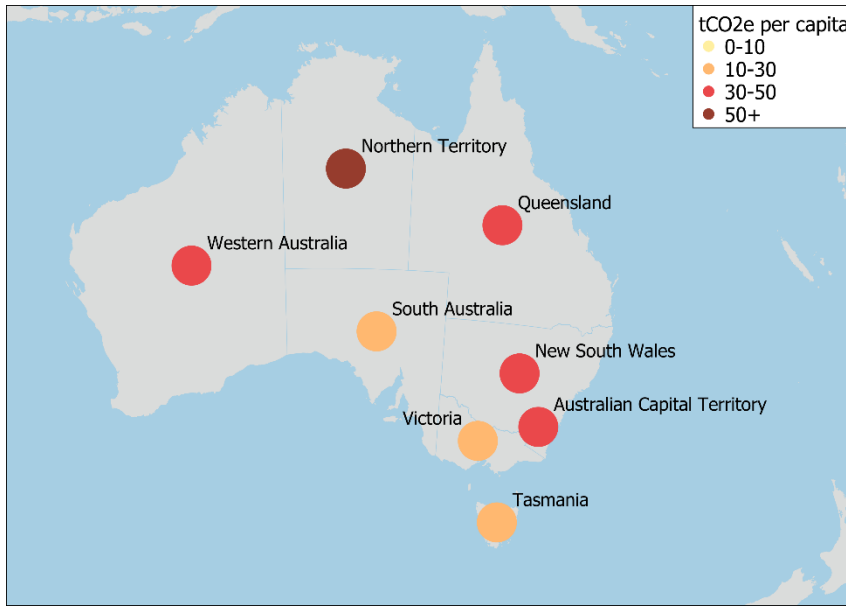 tCO2e per capita
0-10
10-30
30-50
50+
Northern Territory
Queensland
Western Australia
South Australia
New South Wales
Australian Capital Territory
Victoria
Tasmania